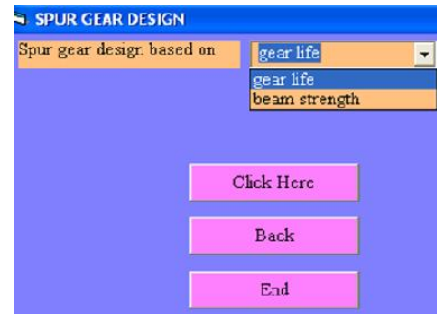 SPUR GEAR DESIGN
Spur gear design based on gear life
gear life
beam strength
Click Here
Back
End